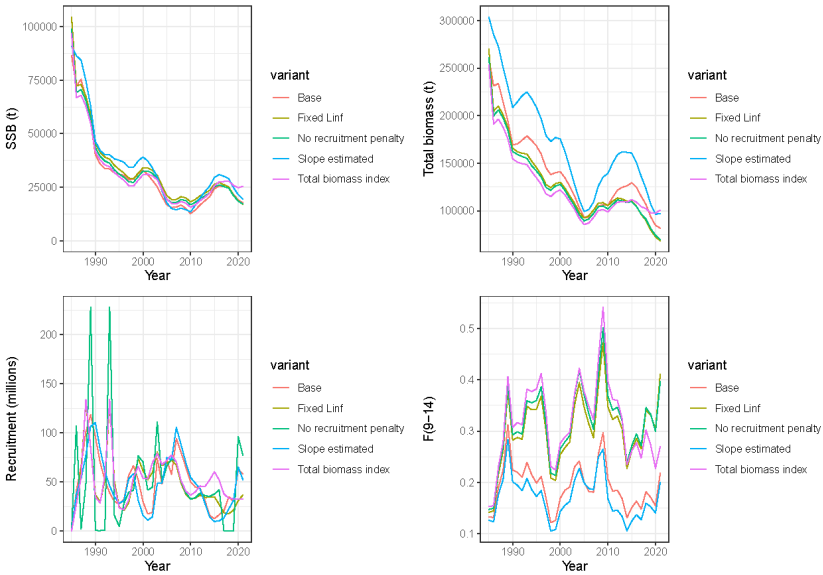 100000
75000
50000
25000
0
SSB (t)
1990
2000
2010
2020
Year
variant
Base
Fixed Linf
No recruitment penalty
Slope estimated
Total biomass index
300000
250000
200000
150000
100000
Total biomass (t)
1990
2000
2010
2020
Year
variant
Base
Fixed Linf
No recruitment penalty
Slope estimated
Total biomass index
200
150
100
50
0
Recruitment (millions)
1990
2000
2010
2020
Year
variant
Base
Fixed Linf
No recruitment penalty
Slope estimated
Total biomass index
0.5
0.4
0.3
0.2
0.1
F(9−14)
1990
2000
2010
2020
Year
variant
Base
Fixed Linf
No recruitment penalty
Slope estimated
Total biomass index